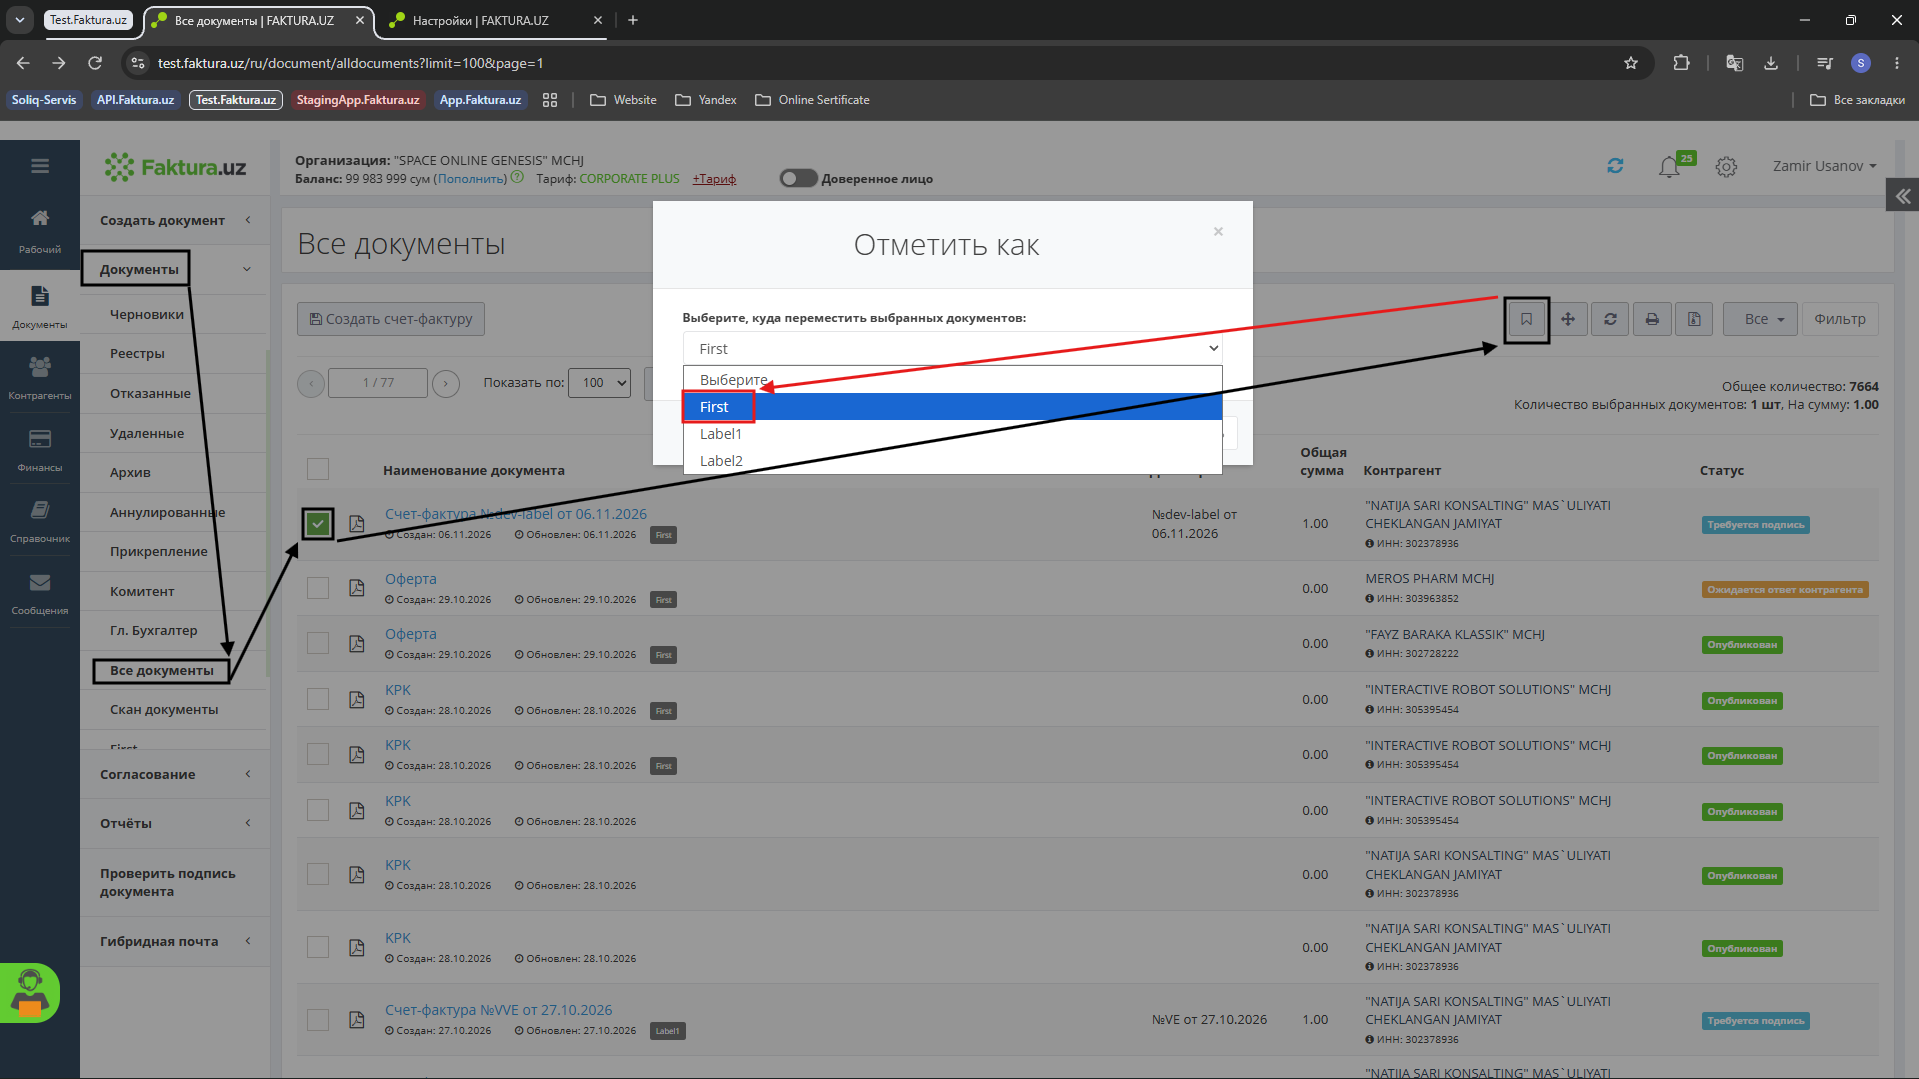 Test.Faktura.uz
Все документы | FAKTURA.UZ
Настройки | FAKTURA.UZ
test.faktura.uz/ru/document/alldocuments?limit=100&page=1
S
Soliq-Servis
API.Faktura.uz
Test.Faktura.uz
StagingApp.Faktura.uz
App.Faktura.uz
Website
Yandex
Online Sertificate
Все закладки
Faktura.uz
Организация: "SPACE ONLINE GENESIS" MCHJ
Баланс: 99 983 999 сум (Пополнить) Тариф: CORPORATE PLUS +Тариф
Доверенное лицо
25
Zamir Usanov
Рабочий
Документы
Контрагенты
Финансы
Справочник
Сообщения
Создать документ
Документы
Черновики
Реестры
Отказанные
Удаленные
Архив
Аннулированные
Прикрепление
Комитент
Гл. Бухгалтер
Все документы
Скан документы
First
Согласование
Отчёты
Проверить подпись
документа
Гибридная почта
Все документы
Создать счет-фактуру
Все
Фильтр
1 / 77
Показать по: 100
Общее количество: 7664
Количество выбранных документов: 1 шт, На сумму: 1.00
Отметить как
×
Выберите, куда переместить выбранных документов:
First
Выберите
First
Label1
Label2
Наименование документа
Общая
сумма
Контрагент
Статус
Счет-фактура №dev-label от 06.11.2026
Создан: 06.11.2026 Обновлен: 06.11.2026 First
№dev-label от
06.11.2026
1.00
"NATIJA SARI KONSALTING" MAS`ULIYATI
CHEKLANGAN JAMIYAT
ИНН: 302378936
Требуется подпись
Оферта
Создан: 29.10.2026 Обновлен: 29.10.2026 First
0.00
MEROS PHARM MCHJ
ИНН: 303963852
Ожидается ответ контрагента
Оферта
Создан: 29.10.2026 Обновлен: 29.10.2026 First
0.00
"FAYZ BARAKA KLASSIK" MCHJ
ИНН: 302728222
Опубликован
KPK
Создан: 28.10.2026 Обновлен: 28.10.2026 First
0.00
"INTERACTIVE ROBOT SOLUTIONS" MCHJ
ИНН: 305395454
Опубликован
KPK
Создан: 28.10.2026 Обновлен: 28.10.2026 First
0.00
"INTERACTIVE ROBOT SOLUTIONS" MCHJ
ИНН: 305395454
Опубликован
KPK
Создан: 28.10.2026 Обновлен: 28.10.2026
0.00
"INTERACTIVE ROBOT SOLUTIONS" MCHJ
ИНН: 305395454
Опубликован
KPK
Создан: 28.10.2026 Обновлен: 28.10.2026
0.00
"NATIJA SARI KONSALTING" MAS`ULIYATI
CHEKLANGAN JAMIYAT
ИНН: 302378936
Опубликован
KPK
Создан: 28.10.2026 Обновлен: 28.10.2026
0.00
"NATIJA SARI KONSALTING" MAS`ULIYATI
CHEKLANGAN JAMIYAT
ИНН: 302378936
Опубликован
Счет-фактура №VVE от 27.10.2026
Создан: 27.10.2026 Обновлен: 27.10.2026 Label1
№VE от 27.10.2026
1.00
"NATIJA SARI KONSALTING" MAS`ULIYATI
CHEKLANGAN JAMIYAT
ИНН: 302378936
Требуется подпись
"NATIJA SARI KONSALTING" MAS`ULIYATI